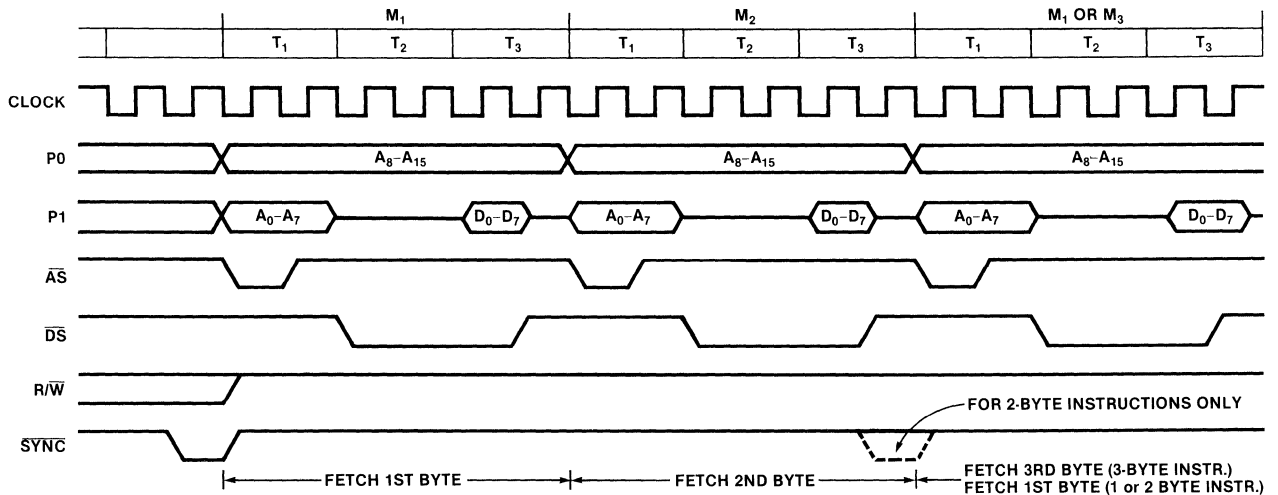 M₁ M₂ M₁ OR M₃
T₁ T₂ T₃ T₁ T₂ T₃ T₁ T₂ T₃
CLOCK
P0 A₈–A₁₅ A₈–A₁₅ A₈–A₁₅
P1 A₀–A₇ D₀–D₇ A₀–A₇ D₀–D₇ A₀–A₇ D₀–D₇
A̅S̅
D̅S̅
R/W̅
FOR 2-BYTE INSTRUCTIONS ONLY
S̅Y̅N̅C̅
FETCH 1ST BYTE FETCH 2ND BYTE FETCH 3RD BYTE (3-BYTE INSTR.)
FETCH 1ST BYTE (1 OR 2 BYTE INSTR.)